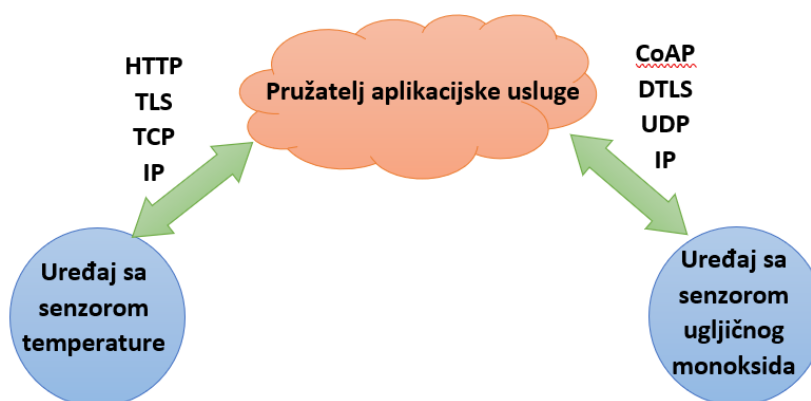 HTTP
TLS
TCP
IP
Pružatelj aplikacijske usluge
CoAP
DTLS
UDP
IP
Uređaj sa
senzorom
temperature
Uređaj sa
senzorom
ugljičnog
monoksida